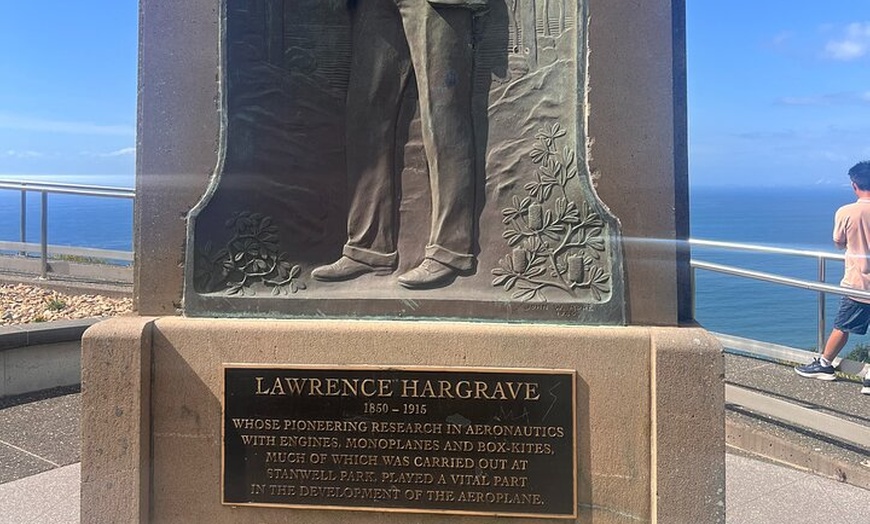 LAWRENCE HARGRAVE
1850 – 1915
WHOSE PIONEERING RESEARCH IN AERONAUTICS
WITH ENGINES, MONOPLANES AND BOX-KITES,
MUCH OF WHICH WAS CARRIED OUT AT
STANWELL PARK, PLAYED A VITAL PART
IN THE DEVELOPMENT OF THE AEROPLANE.